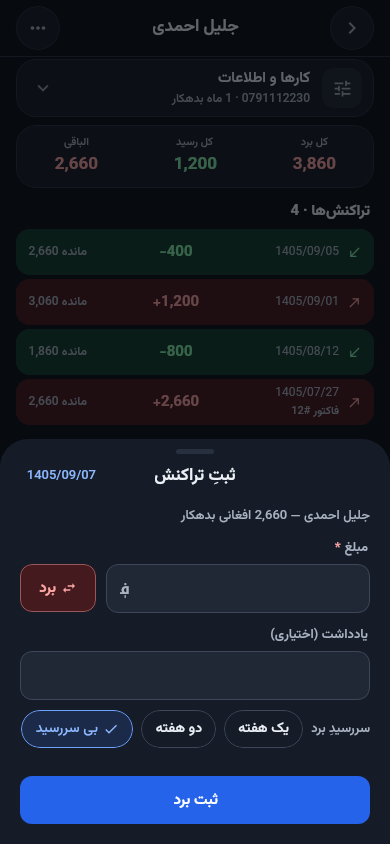 جلیل احمدی
کارها و اطلاعات
0791112230 · 1 ماه بدهکار
کل برد کل رسید الباقی
3,860 1,200 2,660
تراکنش‌ها · 4
1405/09/05 −400 مانده 2,660
1405/09/01 +1,200 مانده 3,060
1405/08/12 −800 مانده 1,860
1405/07/27 +2,660 مانده 2,660
فاکتور #12
ثبتِ تراکنش 1405/09/07
جلیل احمدی — 2,660 افغانی بدهکار
مبلغ *
؋ برد
یادداشت (اختیاری)
سررسیدِ برد یک هفته دو هفته بی سررسید
ثبت برد